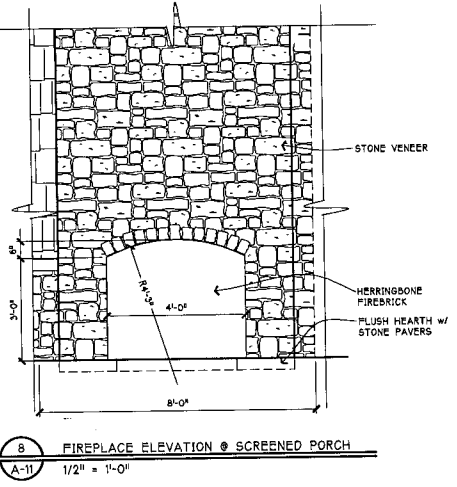 STONE VENEER
6"
3'-0"
R4'-3"
4'-0"
HERRINGBONE
FIREBRICK
FLUSH HEARTH w/
STONE PAVERS
8'-0"
8 FIREPLACE ELEVATION @ SCREENED PORCH
A-11 1/2" = 1'-0"